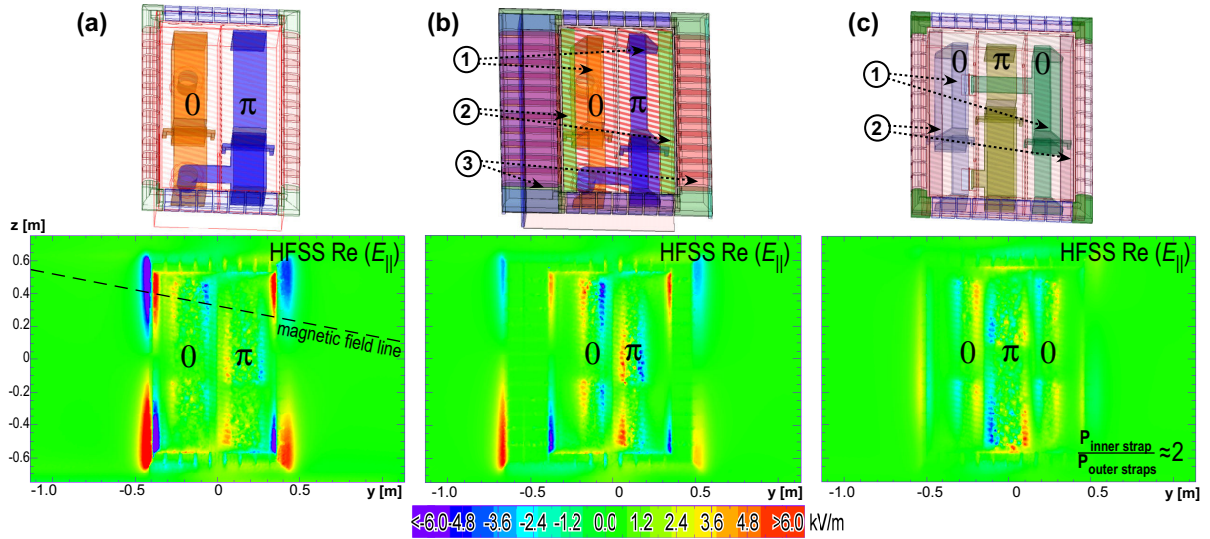 (a)
(b)
(c)
0 π
1
2
3
0 π
1
2
0 π 0
z [m]
HFSS Re (E||)
0.6
0.4
0.2
0
-0.2
-0.4
-0.6
magnetic field line
0 π
-1.0 -0.5 0 0.5 y [m]
HFSS Re (E||)
0 π
-1.0 -0.5 0 0.5 y [m]
HFSS Re (E||)
0 π 0
P inner strap
P outer straps
≈2
-1.0 -0.5 0 0.5 y [m]
<-6.0 -4.8 -3.6 -2.4 -1.2 0.0 1.2 2.4 3.6 4.8 >6.0 kV/m